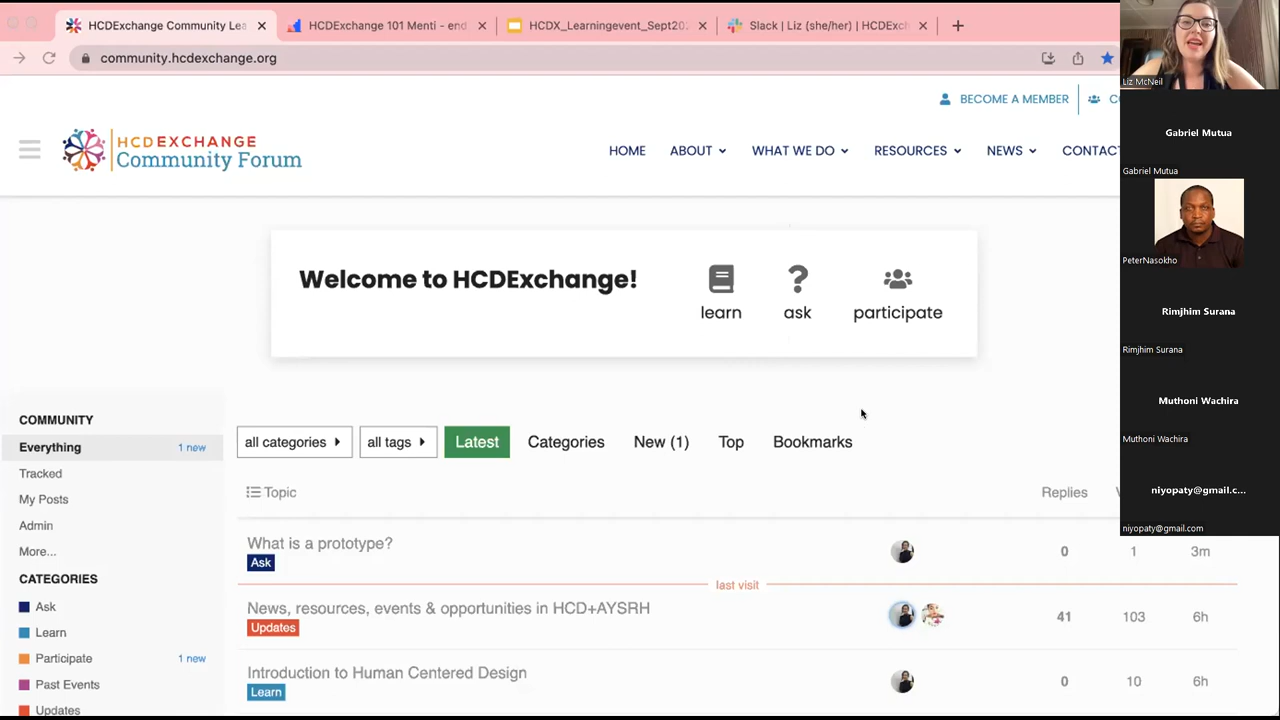 HCDExchange Community Lea
HCDExchange 101 Menti - end
HCDX_Learningevent_Sept202
Slack | Liz (she/her) | HCDExch
community.hcdexchange.org
BECOME A MEMBER
HCDEXCHANGE
Community Forum
HOME
ABOUT
WHAT WE DO
RESOURCES
NEWS
CONTACT
Welcome to HCDExchange!
learn
ask
participate
COMMUNITY
Everything
1 new
Tracked
My Posts
Admin
More...
CATEGORIES
Ask
Learn
Participate
1 new
Past Events
Updates
all categories
all tags
Latest
Categories
New (1)
Top
Bookmarks
Topic
Replies
What is a prototype?
Ask
0
1
3m
last visit
News, resources, events & opportunities in HCD+AYSRH
Updates
41
103
6h
Introduction to Human Centered Design
Learn
0
10
6h
Liz McNeil
Gabriel Mutua
Gabriel Mutua
PeterNasokho
Rimjhim Surana
Rimjhim Surana
Muthoni Wachira
Muthoni Wachira
niyopaty@gmail.c...
niyopaty@gmail.com